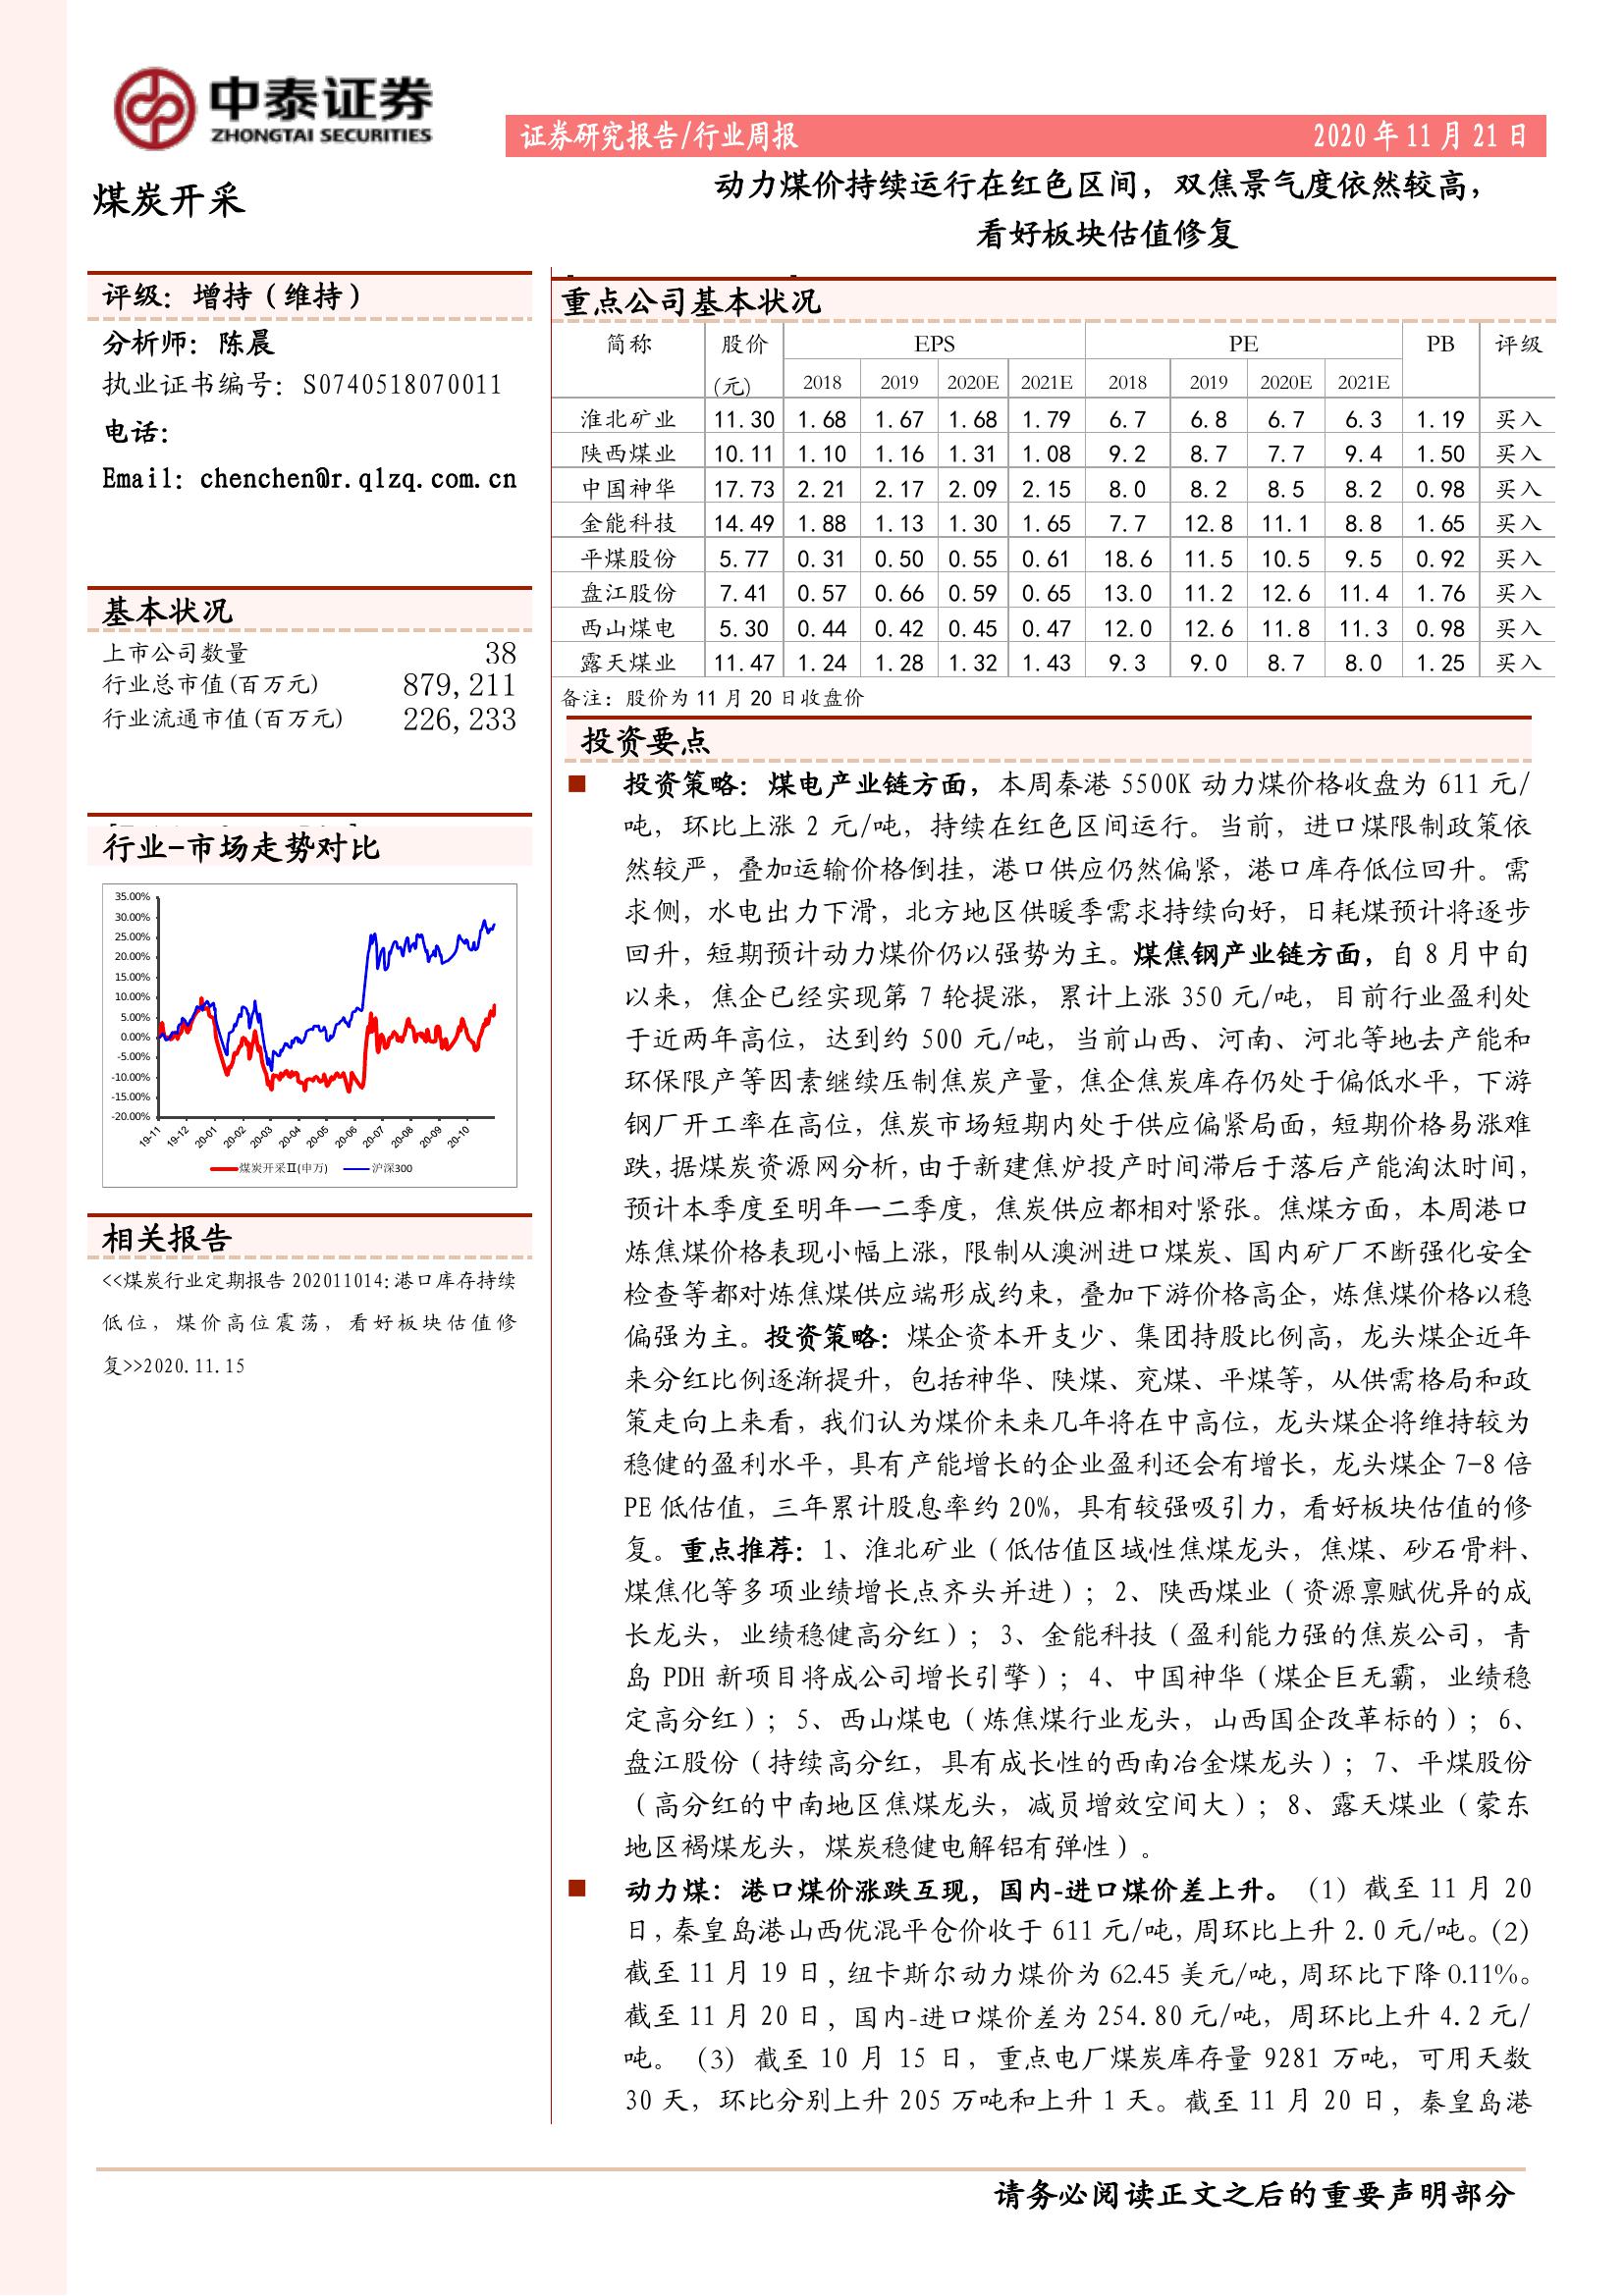 中泰证券
ZHONGTAI SECURITIES
证券研究报告/行业周报 2020年11月21日
煤炭开采
动力煤价持续运行在红色区间，双焦景气度依然较高，
看好板块估值修复
评级：增持（维持）
分析师：陈晨
执业证书编号：S0740518070011
电话：
Email：chenchen@r.qlzq.com.cn
基本状况
上市公司数量 38
行业总市值(百万元) 879,211
行业流通市值(百万元) 226,233
行业-市场走势对比
35.00%
30.00%
25.00%
20.00%
15.00%
10.00%
5.00%
0.00%
-5.00%
-10.00%
-15.00%
-20.00%
19-11 19-12 20-01 20-02 20-03 20-04 20-05 20-06 20-07 20-08 20-09 20-10
煤炭开采Ⅱ(申万) 沪深300
相关报告
<<煤炭行业定期报告 202011014:港口库存持续
低位，煤价高位震荡，看好板块估值修
复>>2020.11.15
重点公司基本状况
简称 股价 EPS PE PB 评级
(元) 2018 2019 2020E 2021E 2018 2019 2020E 2021E
淮北矿业 11.30 1.68 1.67 1.68 1.79 6.7 6.8 6.7 6.3 1.19 买入
陕西煤业 10.11 1.10 1.16 1.31 1.08 9.2 8.7 7.7 9.4 1.50 买入
中国神华 17.73 2.21 2.17 2.09 2.15 8.0 8.2 8.5 8.2 0.98 买入
金能科技 14.49 1.88 1.13 1.30 1.65 7.7 12.8 11.1 8.8 1.65 买入
平煤股份 5.77 0.31 0.50 0.55 0.61 18.6 11.5 10.5 9.5 0.92 买入
盘江股份 7.41 0.57 0.66 0.59 0.65 13.0 11.2 12.6 11.4 1.76 买入
西山煤电 5.30 0.44 0.42 0.45 0.47 12.0 12.6 11.8 11.3 0.98 买入
露天煤业 11.47 1.24 1.28 1.32 1.43 9.3 9.0 8.7 8.0 1.25 买入
备注：股价为11月20日收盘价
投资要点
■ 投资策略：煤电产业链方面，本周秦港 5500K 动力煤价格收盘为 611 元/
吨，环比上涨 2 元/吨，持续在红色区间运行。当前，进口煤限制政策依
然较严，叠加运输价格倒挂，港口供应仍然偏紧，港口库存低位回升。需
求侧，水电出力下滑，北方地区供暖季需求持续向好，日耗煤预计将逐步
回升，短期预计动力煤价仍以强势为主。煤焦钢产业链方面，自 8 月中旬
以来，焦企已经实现第 7 轮提涨，累计上涨 350 元/吨，目前行业盈利处
于近两年高位，达到约 500 元/吨，当前山西、河南、河北等地去产能和
环保限产等因素继续压制焦炭产量，焦企焦炭库存仍处于偏低水平，下游
钢厂开工率在高位，焦炭市场短期内处于供应偏紧局面，短期价格易涨难
跌,据煤炭资源网分析,由于新建焦炉投产时间滞后于落后产能淘汰时间，
预计本季度至明年一二季度，焦炭供应都相对紧张。焦煤方面，本周港口
炼焦煤价格表现小幅上涨，限制从澳洲进口煤炭、国内矿厂不断强化安全
检查等都对炼焦煤供应端形成约束，叠加下游价格高企，炼焦煤价格以稳
偏强为主。投资策略：煤企资本开支少、集团持股比例高，龙头煤企近年
来分红比例逐渐提升，包括神华、陕煤、兖煤、平煤等，从供需格局和政
策走向上来看，我们认为煤价未来几年将在中高位，龙头煤企将维持较为
稳健的盈利水平，具有产能增长的企业盈利还会有增长，龙头煤企 7-8 倍
PE 低估值，三年累计股息率约 20%，具有较强吸引力，看好板块估值的修
复。重点推荐：1、淮北矿业（低估值区域性焦煤龙头，焦煤、砂石骨料、
煤焦化等多项业绩增长点齐头并进）；2、陕西煤业（资源禀赋优异的成
长龙头，业绩稳健高分红）；3、金能科技（盈利能力强的焦炭公司，青
岛 PDH 新项目将成公司增长引擎）；4、中国神华（煤企巨无霸，业绩稳
定高分红）；5、西山煤电（炼焦煤行业龙头，山西国企改革标的）；6、
盘江股份（持续高分红，具有成长性的西南冶金煤龙头）；7、平煤股份
（高分红的中南地区焦煤龙头，减员增效空间大）；8、露天煤业（蒙东
地区褐煤龙头，煤炭稳健电解铝有弹性）。
■ 动力煤：港口煤价涨跌互现，国内-进口煤价差上升。（1）截至 11 月 20
日,秦皇岛港山西优混平仓价收于 611 元/吨,周环比上升 2.0 元/吨。(2)
截至 11 月 19 日,纽卡斯尔动力煤价为 62.45 美元/吨,周环比下降 0.11%。
截至 11 月 20 日，国内-进口煤价差为 254.80 元/吨，周环比上升 4.2 元/
吨。（3）截至 10 月 15 日，重点电厂煤炭库存量 9281 万吨，可用天数
30 天，环比分别上升 205 万吨和上升 1 天。截至 11 月 20 日，秦皇岛港
请务必阅读正文之后的重要声明部分